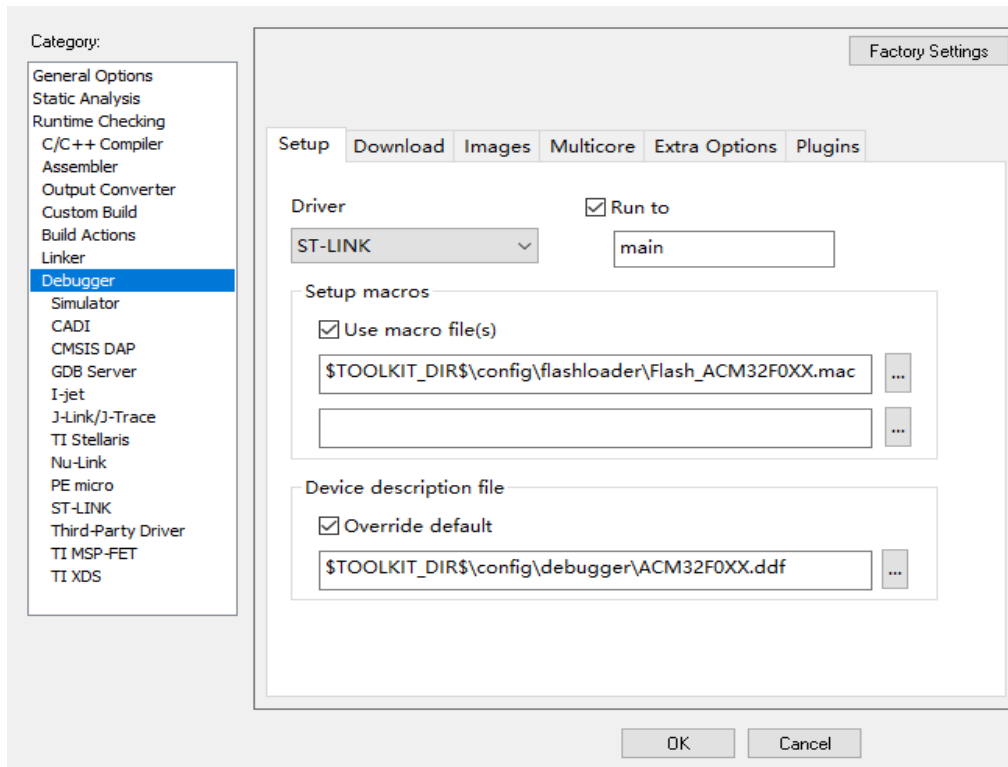 Category:
Factory Settings
General Options
Static Analysis
Runtime Checking
C/C++ Compiler
Assembler
Output Converter
Custom Build
Build Actions
Linker
Debugger
Simulator
CADI
CMSIS DAP
GDB Server
I-jet
J-Link/J-Trace
TI Stellaris
Nu-Link
PE micro
ST-LINK
Third-Party Driver
TI MSP-FET
TI XDS
Setup Download Images Multicore Extra Options Plugins
Driver
Run to
ST-LINK
main
Setup macros
Use macro file(s)
$TOOLKIT_DIR$\config\flashloader\Flash_ACM32F0XX.mac
...
...
Device description file
Override default
$TOOLKIT_DIR$\config\debugger\ACM32F0XX.ddf
...
OK Cancel